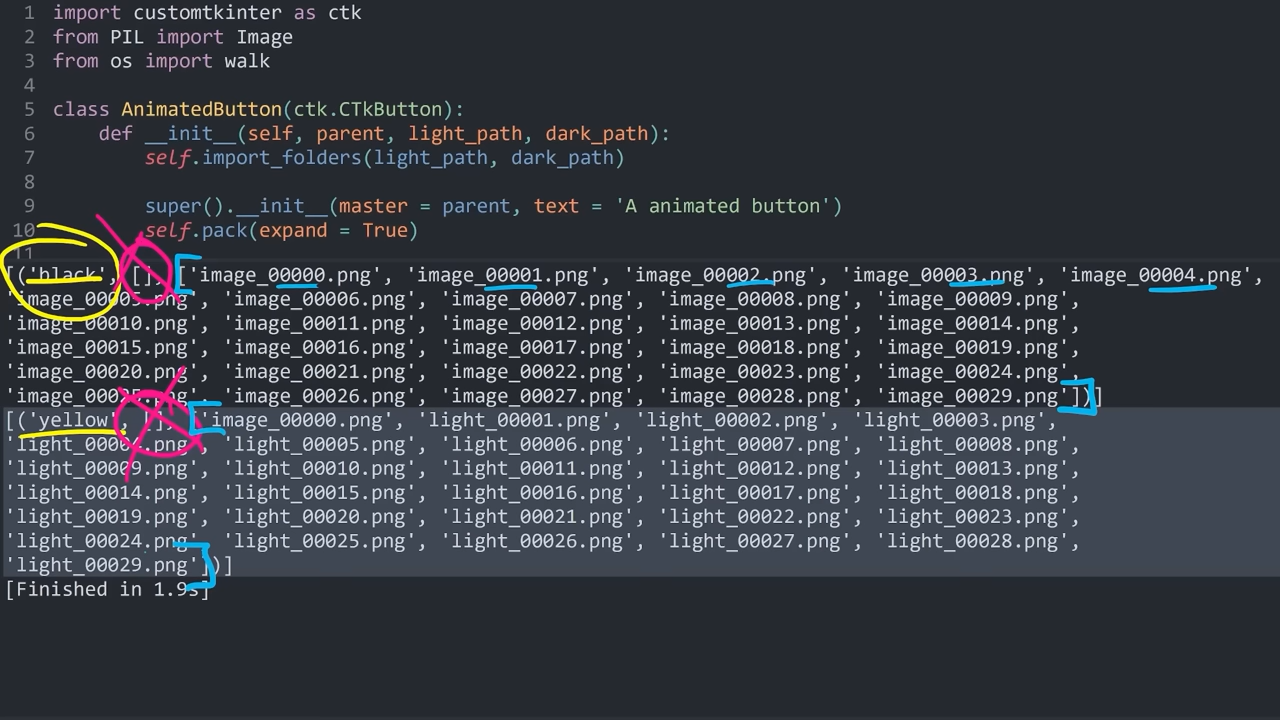 1 import customtkinter as ctk
2 from PIL import Image
3 from os import walk
4
5 class AnimatedButton(ctk.CTkButton):
6 def __init__(self, parent, light_path, dark_path):
7 self.import_folders(light_path, dark_path)
8
9 super().__init__(master = parent, text = 'A animated button')
10 self.pack(expand = True)
11
[('black', [], ['image_00000.png', 'image_00001.png', 'image_00002.png', 'image_00003.png', 'image_00004.png',
'image_00005.png', 'image_00006.png', 'image_00007.png', 'image_00008.png', 'image_00009.png',
'image_00010.png', 'image_00011.png', 'image_00012.png', 'image_00013.png', 'image_00014.png',
'image_00015.png', 'image_00016.png', 'image_00017.png', 'image_00018.png', 'image_00019.png',
'image_00020.png', 'image_00021.png', 'image_00022.png', 'image_00023.png', 'image_00024.png',
'image_00025.png', 'image_00026.png', 'image_00027.png', 'image_00028.png', 'image_00029.png'])]
[('yellow', [], ['image_00000.png', 'light_00001.png', 'light_00002.png', 'light_00003.png',
'light_00004.png', 'light_00005.png', 'light_00006.png', 'light_00007.png', 'light_00008.png',
'light_00009.png', 'light_00010.png', 'light_00011.png', 'light_00012.png', 'light_00013.png',
'light_00014.png', 'light_00015.png', 'light_00016.png', 'light_00017.png', 'light_00018.png',
'light_00019.png', 'light_00020.png', 'light_00021.png', 'light_00022.png', 'light_00023.png',
'light_00024.png', 'light_00025.png', 'light_00026.png', 'light_00027.png', 'light_00028.png',
'light_00029.png'])]
[Finished in 1.9s]